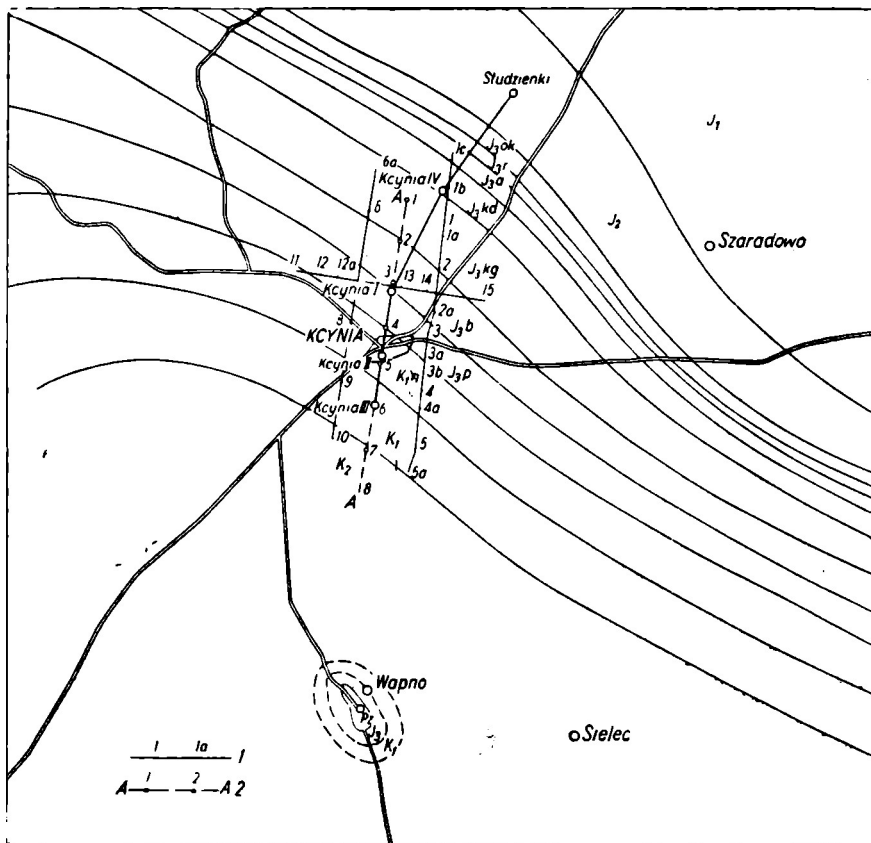 Studzienki
J₁
1c
J₃ok
J₃r
J₃a
6a
Kcynia IV
1b
J₃kd
A
1
6
1
1a
J₂
Szaradowo
2
2
J₃kg
11
12
12a
3
13
14
15
Kcynia I
2a
4
3
J₃b
KCYNIA
3a
Kcynia II
5
3b
J₃p
9
K₁
4
Kcynia III
6
4a
10
7
K₁
5
K₂
5a
8
A
Wapno
J₃
K₁
Sielec
1
1a
1
1
2
A
A 2